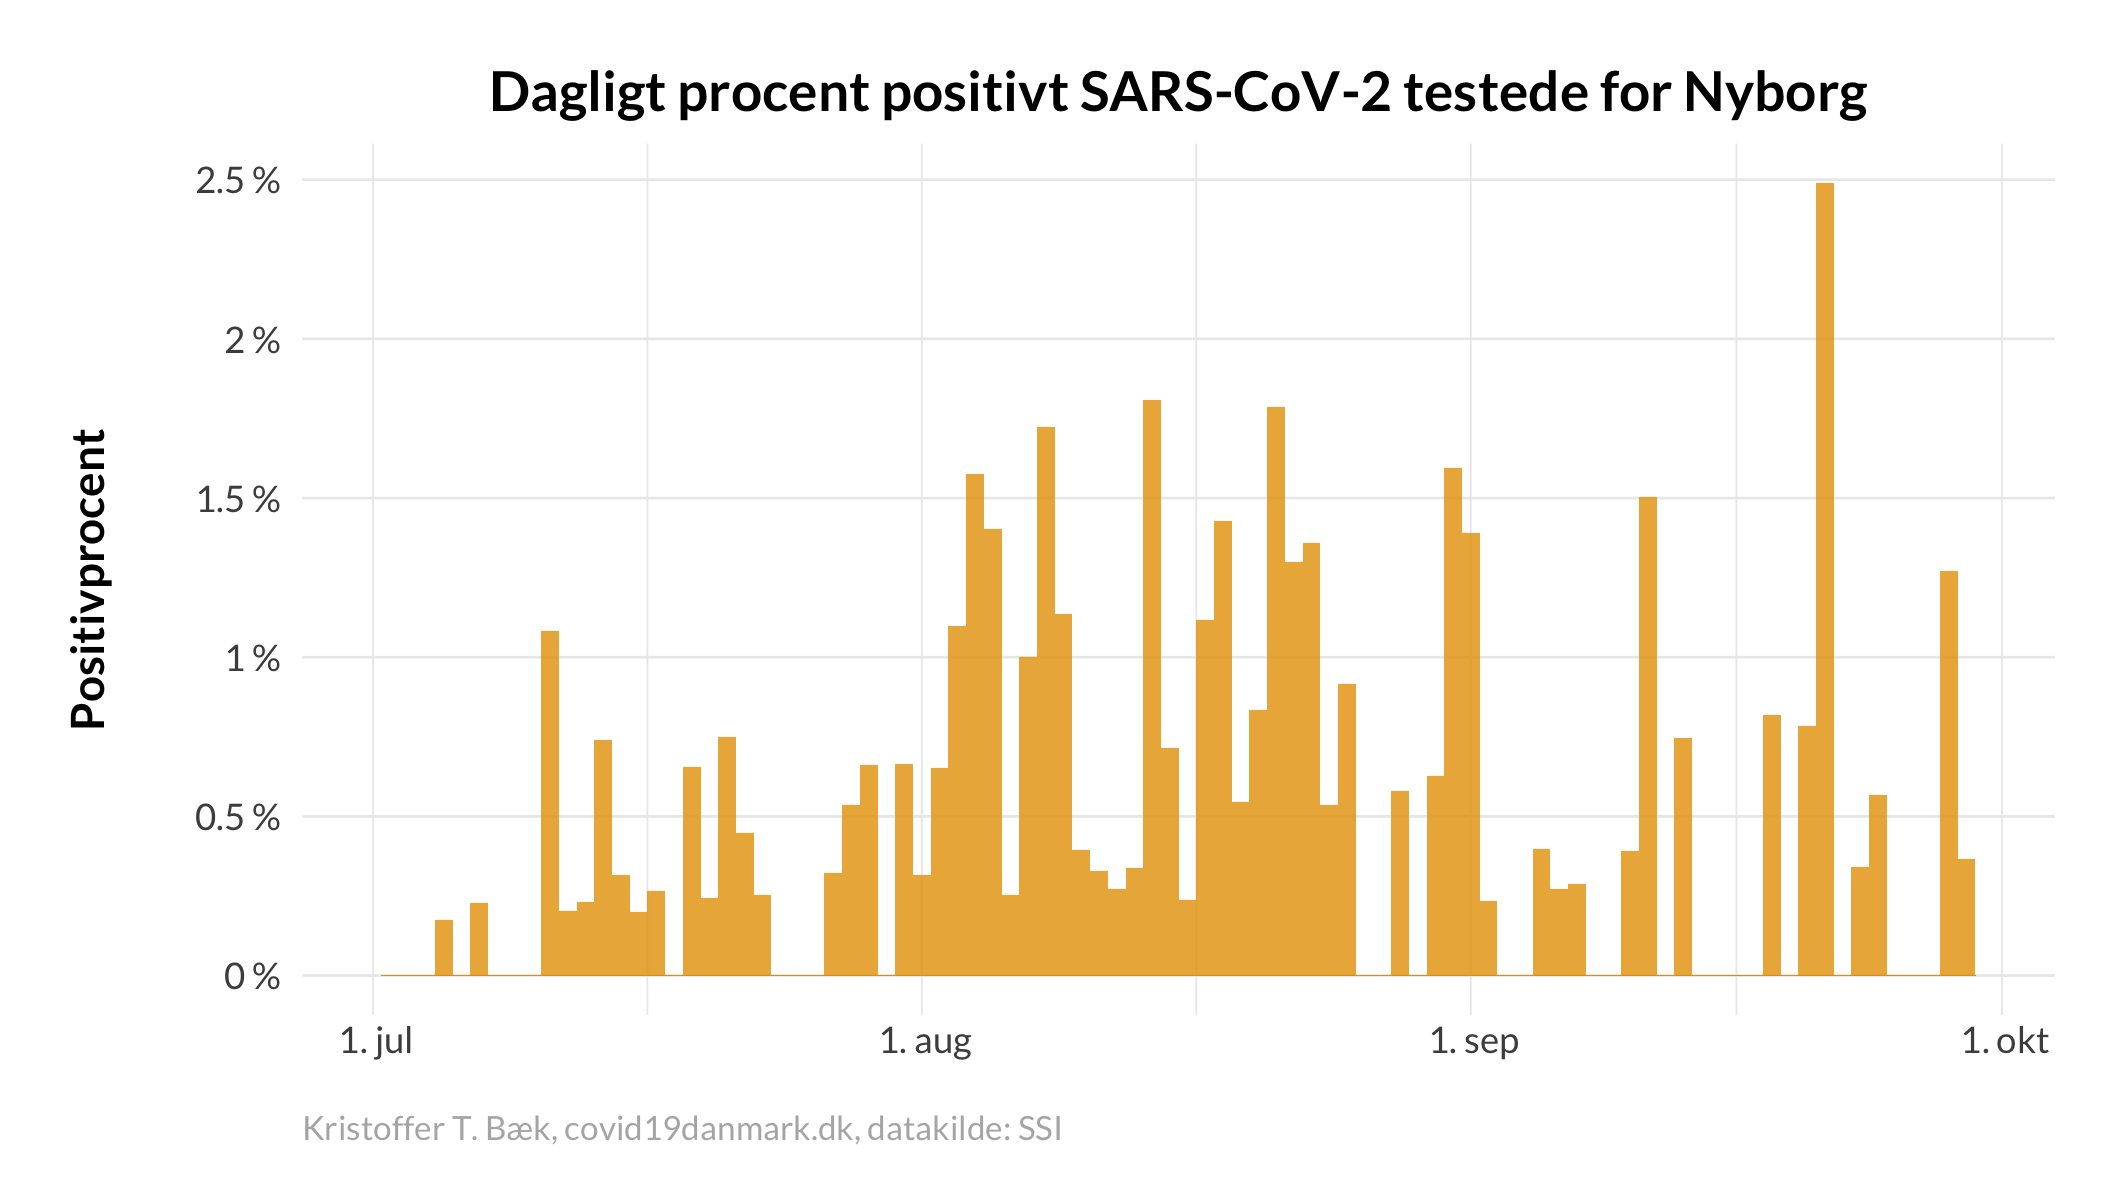 Dagligt procent positivt SARS-CoV-2 testede for Nyborg
Positivprocent
2.5 %
2 %
1.5 %
1 %
0.5 %
0 %
1. jul
1. aug
1. sep
1. okt
Kristoffer T. Bæk, covid19danmark.dk, datakilde: SSI